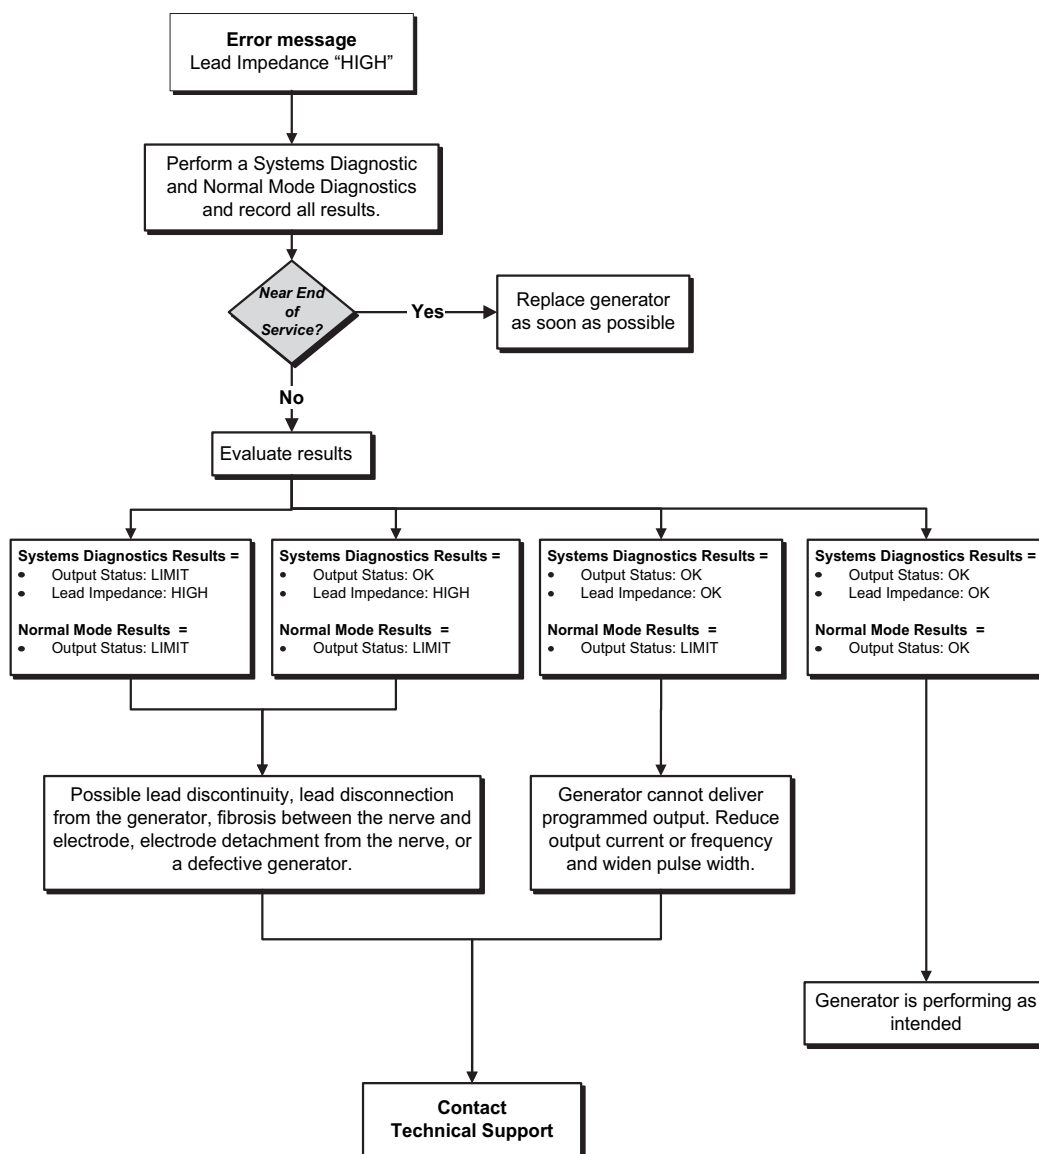 Error message
Lead Impedance “HIGH”
Perform a Systems Diagnostic
and Normal Mode Diagnostics
and record all results.
Near End
of
Service?
Yes
Replace generator
as soon as possible
No
Evaluate results
Systems Diagnostics Results =
• Output Status: LIMIT
• Lead Impedance: HIGH
Normal Mode Results =
• Output Status: LIMIT
Systems Diagnostics Results =
• Output Status: OK
• Lead Impedance: HIGH
Normal Mode Results =
• Output Status: LIMIT
Systems Diagnostics Results =
• Output Status: OK
• Lead Impedance: OK
Normal Mode Results =
• Output Status: LIMIT
Systems Diagnostics Results =
• Output Status: OK
• Lead Impedance: OK
Normal Mode Results =
• Output Status: OK
Possible lead discontinuity, lead disconnection
from the generator, fibrosis between the nerve and
electrode, electrode detachment from the nerve, or
a defective generator.
Generator cannot deliver
programmed output. Reduce
output current or frequency
and widen pulse width.
Generator is performing as
intended
Contact
Technical Support